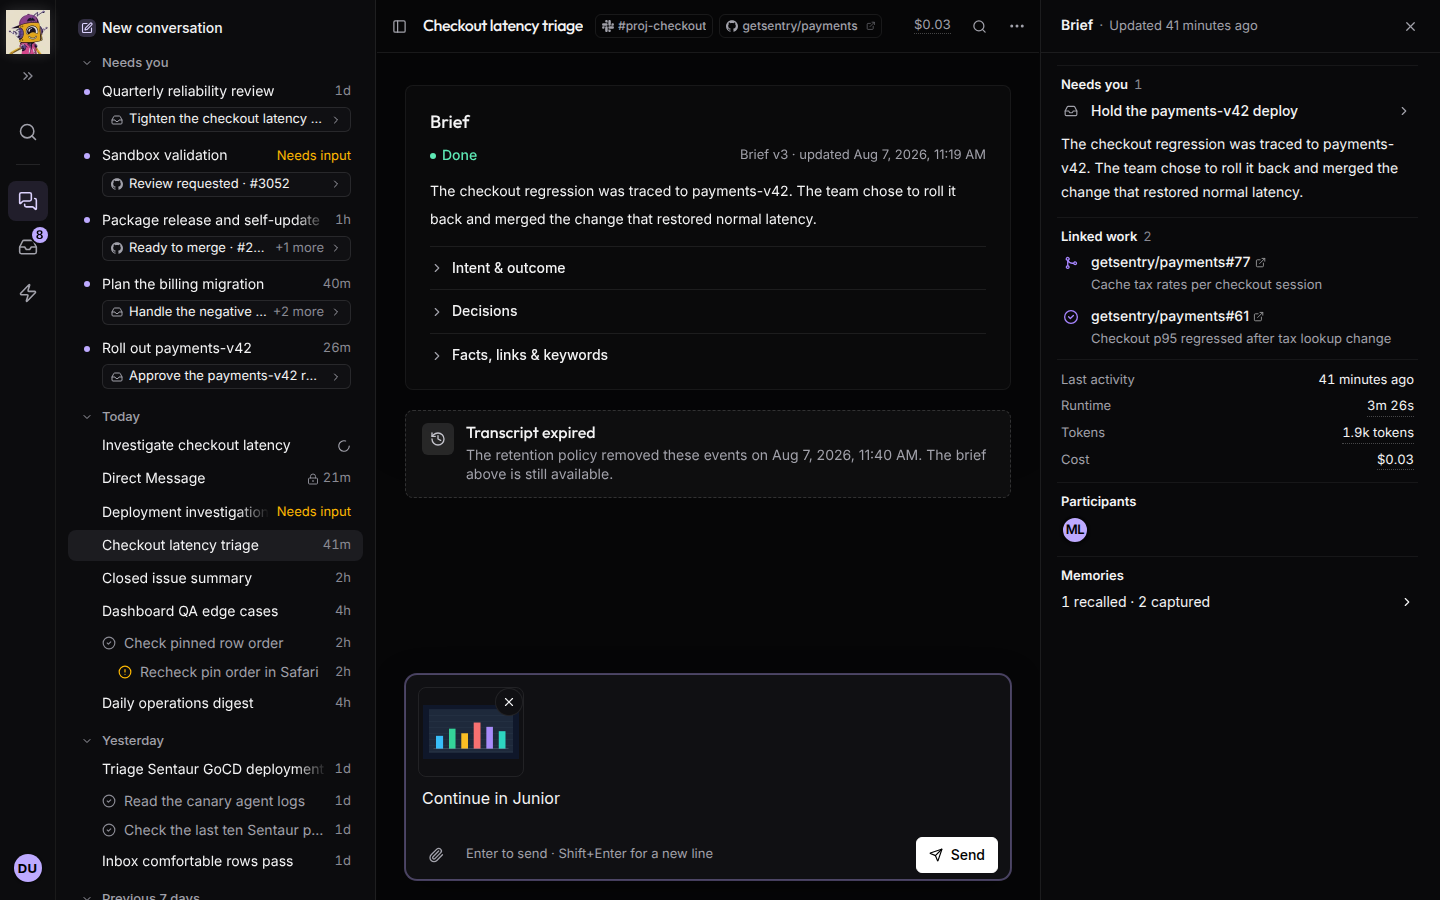 New conversation
Needs you
Quarterly reliability review 1d
Tighten the checkout latency ...
Sandbox validation Needs input
Review requested · #3052
Package release and self-update 1h
Ready to merge · #2... +1 more
Plan the billing migration 40m
Handle the negative ... +2 more
Roll out payments-v42 26m
Approve the payments-v42 r...
Today
Investigate checkout latency
Direct Message 21m
Deployment investigation Needs input
Checkout latency triage 41m
Closed issue summary 2h
Dashboard QA edge cases 4h
Check pinned row order 2h
Recheck pin order in Safari 2h
Daily operations digest 4h
Yesterday
Triage Sentaur GoCD deployment 1d
Read the canary agent logs 1d
Check the last ten Sentaur p... 1d
Inbox comfortable rows pass 1d
Previous 7 days
8
DU
Checkout latency triage #proj-checkout getsentry/payments $0.03
Brief
Done Brief v3 · updated Aug 7, 2026, 11:19 AM
The checkout regression was traced to payments-v42. The team chose to roll it
back and merged the change that restored normal latency.
Intent & outcome
Decisions
Facts, links & keywords
Transcript expired
The retention policy removed these events on Aug 7, 2026, 11:40 AM. The brief
above is still available.
Continue in Junior
Enter to send · Shift+Enter for a new line Send
Brief · Updated 41 minutes ago
Needs you 1
Hold the payments-v42 deploy
The checkout regression was traced to payments-
v42. The team chose to roll it back and merged the
change that restored normal latency.
Linked work 2
getsentry/payments#77
Cache tax rates per checkout session
getsentry/payments#61
Checkout p95 regressed after tax lookup change
Last activity 41 minutes ago
Runtime 3m 26s
Tokens 1.9k tokens
Cost $0.03
Participants
ML
Memories
1 recalled · 2 captured